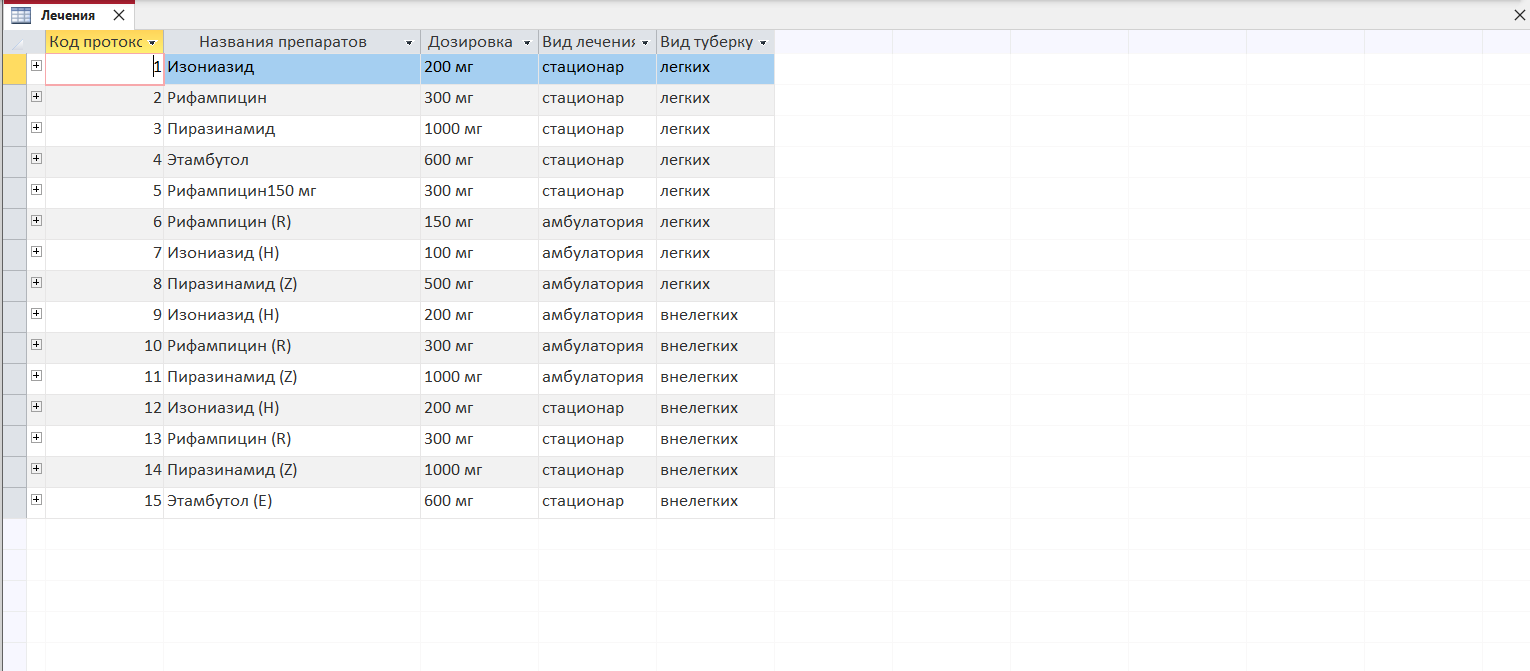 Лечения
Код протокс Названия препаратов Дозировка Вид лечения Вид туберку
1 Изониазид 200 мг стационар легких
2 Рифампицин 300 мг стационар легких
3 Пиразинамид 1000 мг стационар легких
4 Этамбутол 600 мг стационар легких
5 Рифампицин150 мг 300 мг стационар легких
6 Рифампицин (R) 150 мг амбулатория легких
7 Изониазид (H) 100 мг амбулатория легких
8 Пиразинамид (Z) 500 мг амбулатория легких
9 Изониазид (H) 200 мг амбулатория внелегких
10 Рифампицин (R) 300 мг амбулатория внелегких
11 Пиразинамид (Z) 1000 мг амбулатория внелегких
12 Изониазид (H) 200 мг стационар внелегких
13 Рифампицин (R) 300 мг стационар внелегких
14 Пиразинамид (Z) 1000 мг стационар внелегких
15 Этамбутол (E) 600 мг стационар внелегких